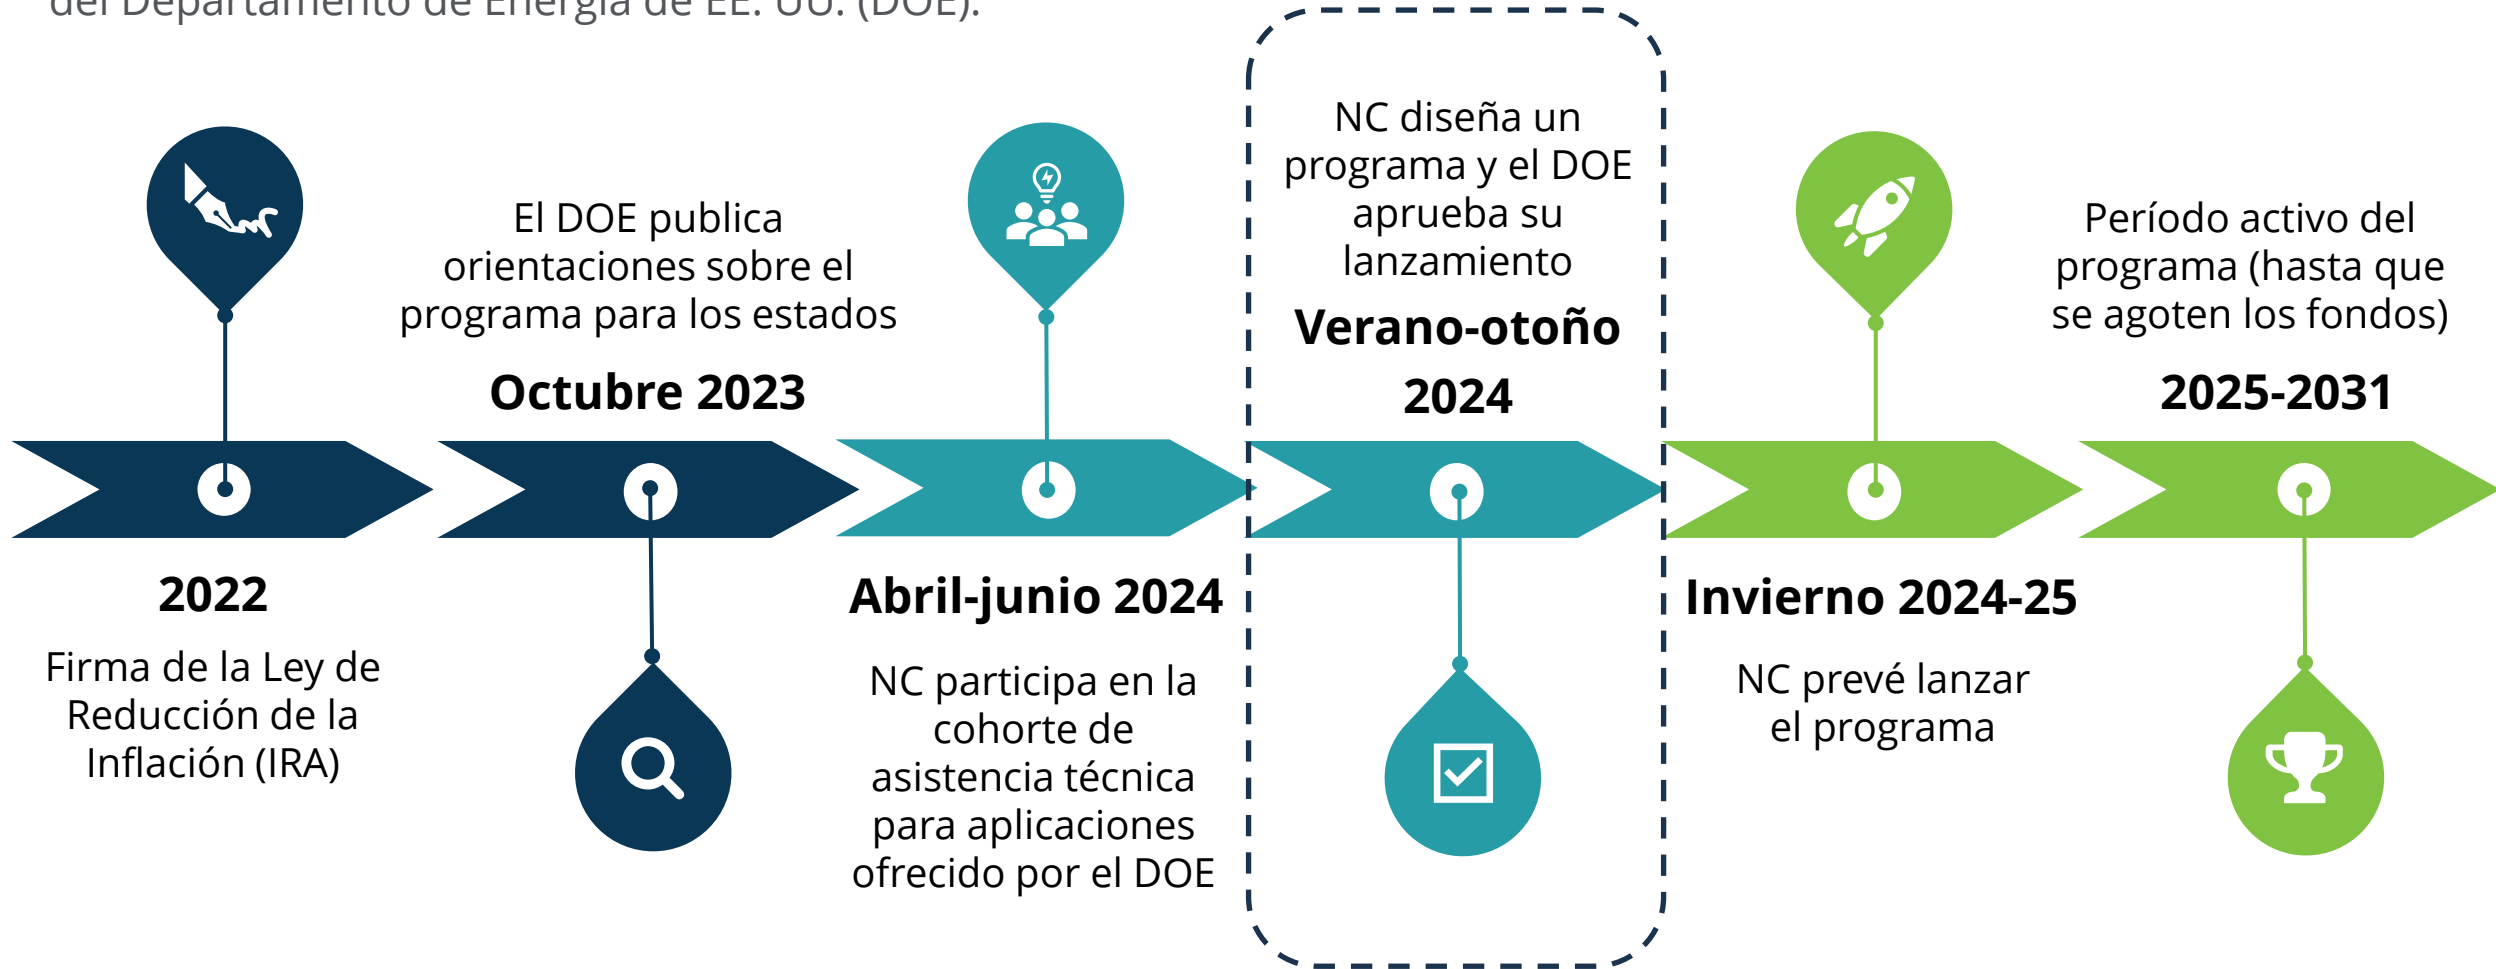 del Departamento de Energía de EE. UU. (DOE).
2022
Firma de la Ley de
Reducción de la
Inflación (IRA)
El DOE publica
orientaciones sobre el
programa para los estados
Octubre 2023
Abril-junio 2024
NC participa en la
cohorte de
asistencia técnica
para aplicaciones
ofrecido por el DOE
NC diseña un
programa y el DOE
aprueba su
lanzamiento
Verano-otoño
2024
Invierno 2024-25
NC prevé lanzar
el programa
Período activo del
programa (hasta que
se agoten los fondos)
2025-2031